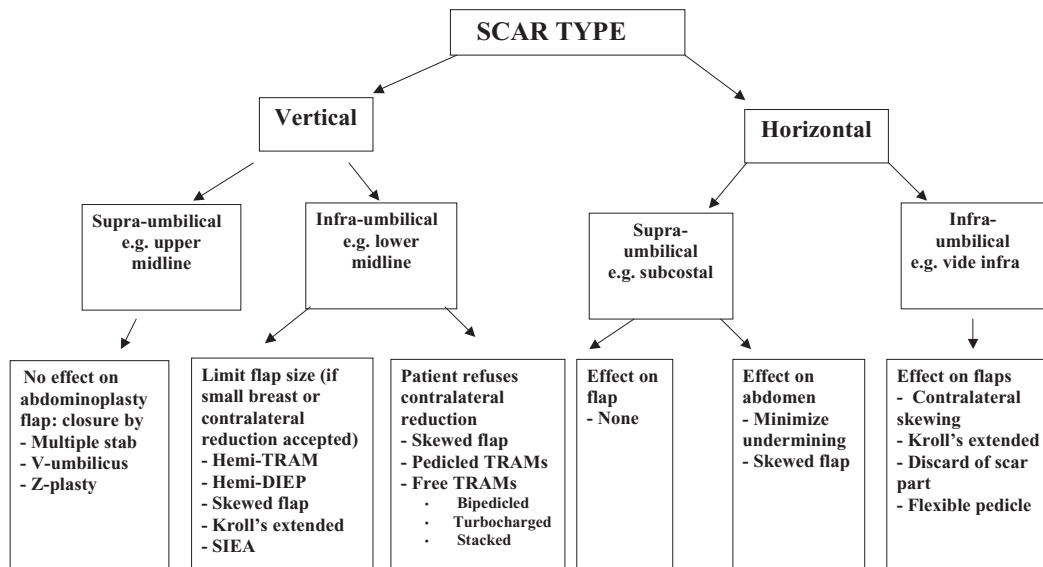 SCAR TYPE
Vertical
Horizontal
Supra-umbilical
e.g. upper
midline
Infra-umbilical
e.g. lower
midline
Supra-
umbilical
e.g. subcostal
Infra-
umbilical
e.g. vide infra
No effect on
abdominoplasty
flap: closure by
- Multiple stab
- V-umbilicus
- Z-plasty
Limit flap size (if
small breast or
contralateral
reduction accepted)
- Hemi-TRAM
- Hemi-DIEP
- Skewed flap
- Kroll's extended
- SIEA
Patient refuses
contralateral
reduction
- Skewed flap
- Pedicled TRAMs
- Free TRAMs
· Bipedicled
· Turbocharged
· Stacked
Effect on
flap
- None
Effect on
abdomen
- Minimize
undermining
- Skewed flap
Effect on flaps
- Contralateral
skewing
- Kroll's extended
- Discard of scar
part
- Flexible pedicle